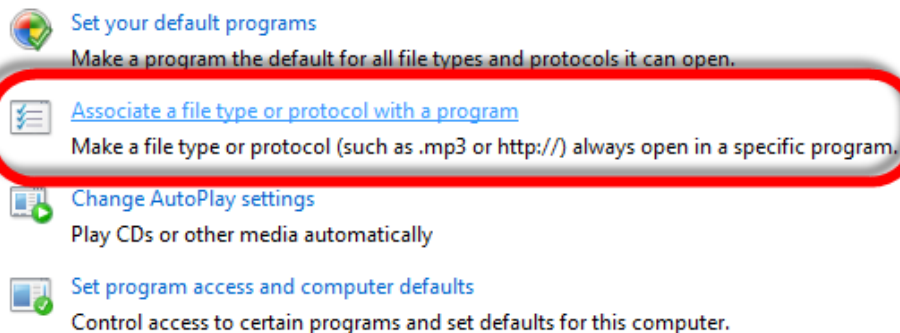 Set your default programs
Make a program the default for all file types and protocols it can open.
Associate a file type or protocol with a program
Make a file type or protocol (such as .mp3 or http://) always open in a specific program.
Change AutoPlay settings
Play CDs or other media automatically
Set program access and computer defaults
Control access to certain programs and set defaults for this computer.